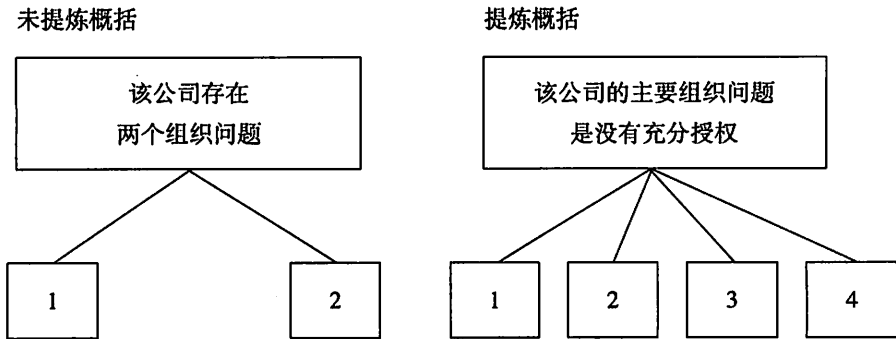 未提炼概括
该公司存在
两个组织问题
1
2
提炼概括
该公司的主要组织问题
是没有充分授权
1
2
3
4